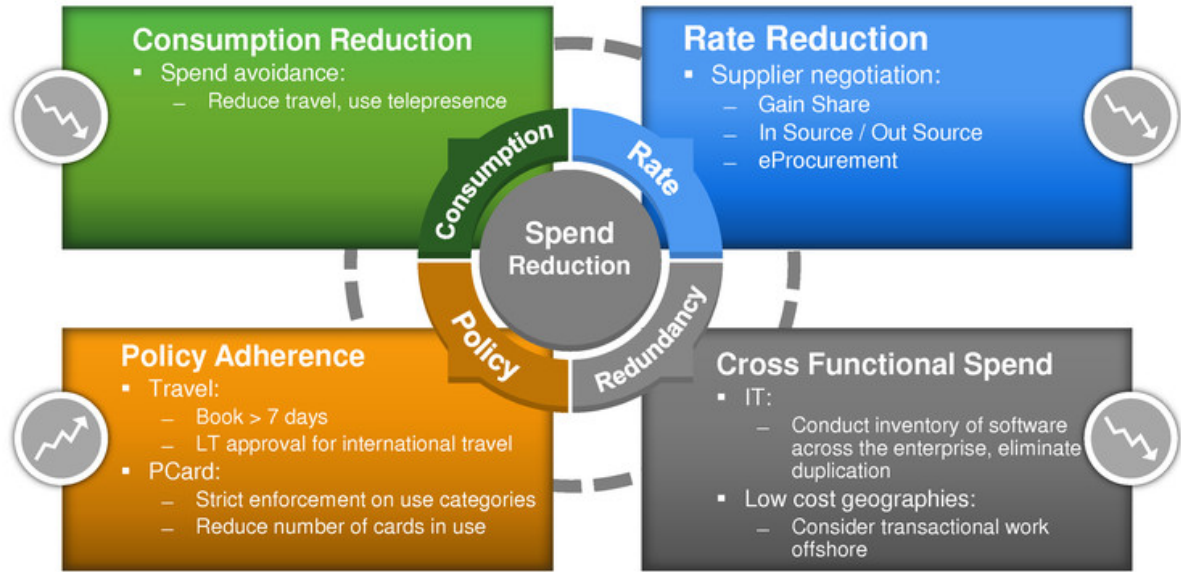 Consumption Reduction
▪ Spend avoidance:
– Reduce travel, use telepresence
Rate Reduction
▪ Supplier negotiation:
– Gain Share
– In Source / Out Source
– eProcurement
Consumption
Rate
Spend
Reduction
Policy
Redundancy
Policy Adherence
▪ Travel:
– Book > 7 days
– LT approval for international travel
▪ PCard:
– Strict enforcement on use categories
– Reduce number of cards in use
Cross Functional Spend
▪ IT:
– Conduct inventory of software
across the enterprise, eliminate
duplication
▪ Low cost geographies:
– Consider transactional work
offshore